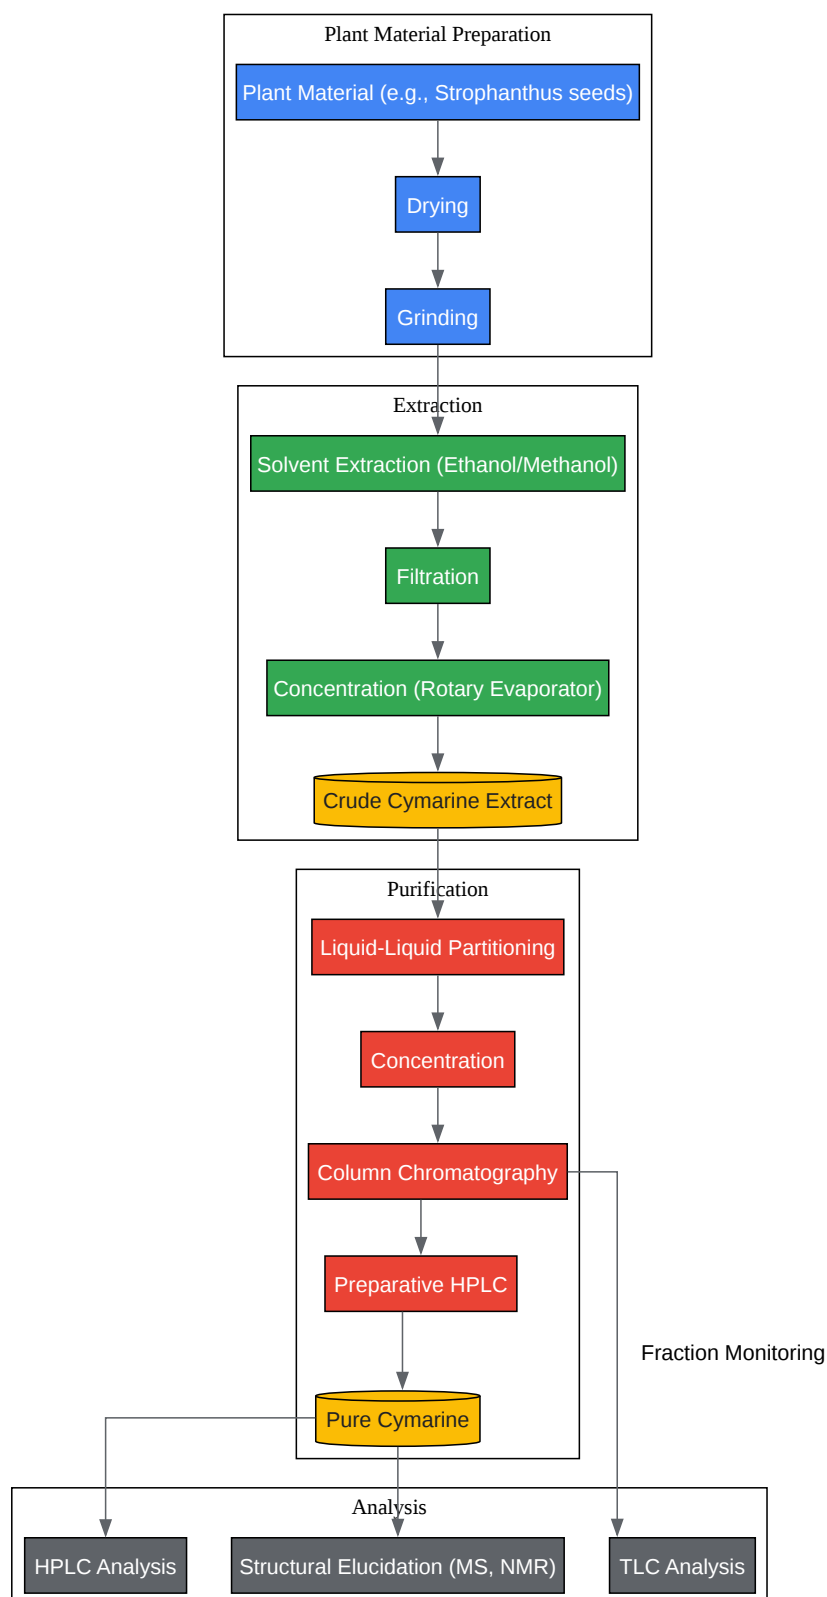 Plant Material Preparation
Plant Material (e.g., Strophanthus seeds)
Drying
Grinding
Extraction
Solvent Extraction (Ethanol/Methanol)
Filtration
Concentration (Rotary Evaporator)
Crude Cymarine Extract
Purification
Liquid-Liquid Partitioning
Concentration
Column Chromatography
Preparative HPLC
Fraction Monitoring
Pure Cymarine
Analysis
HPLC Analysis
Structural Elucidation (MS, NMR)
TLC Analysis